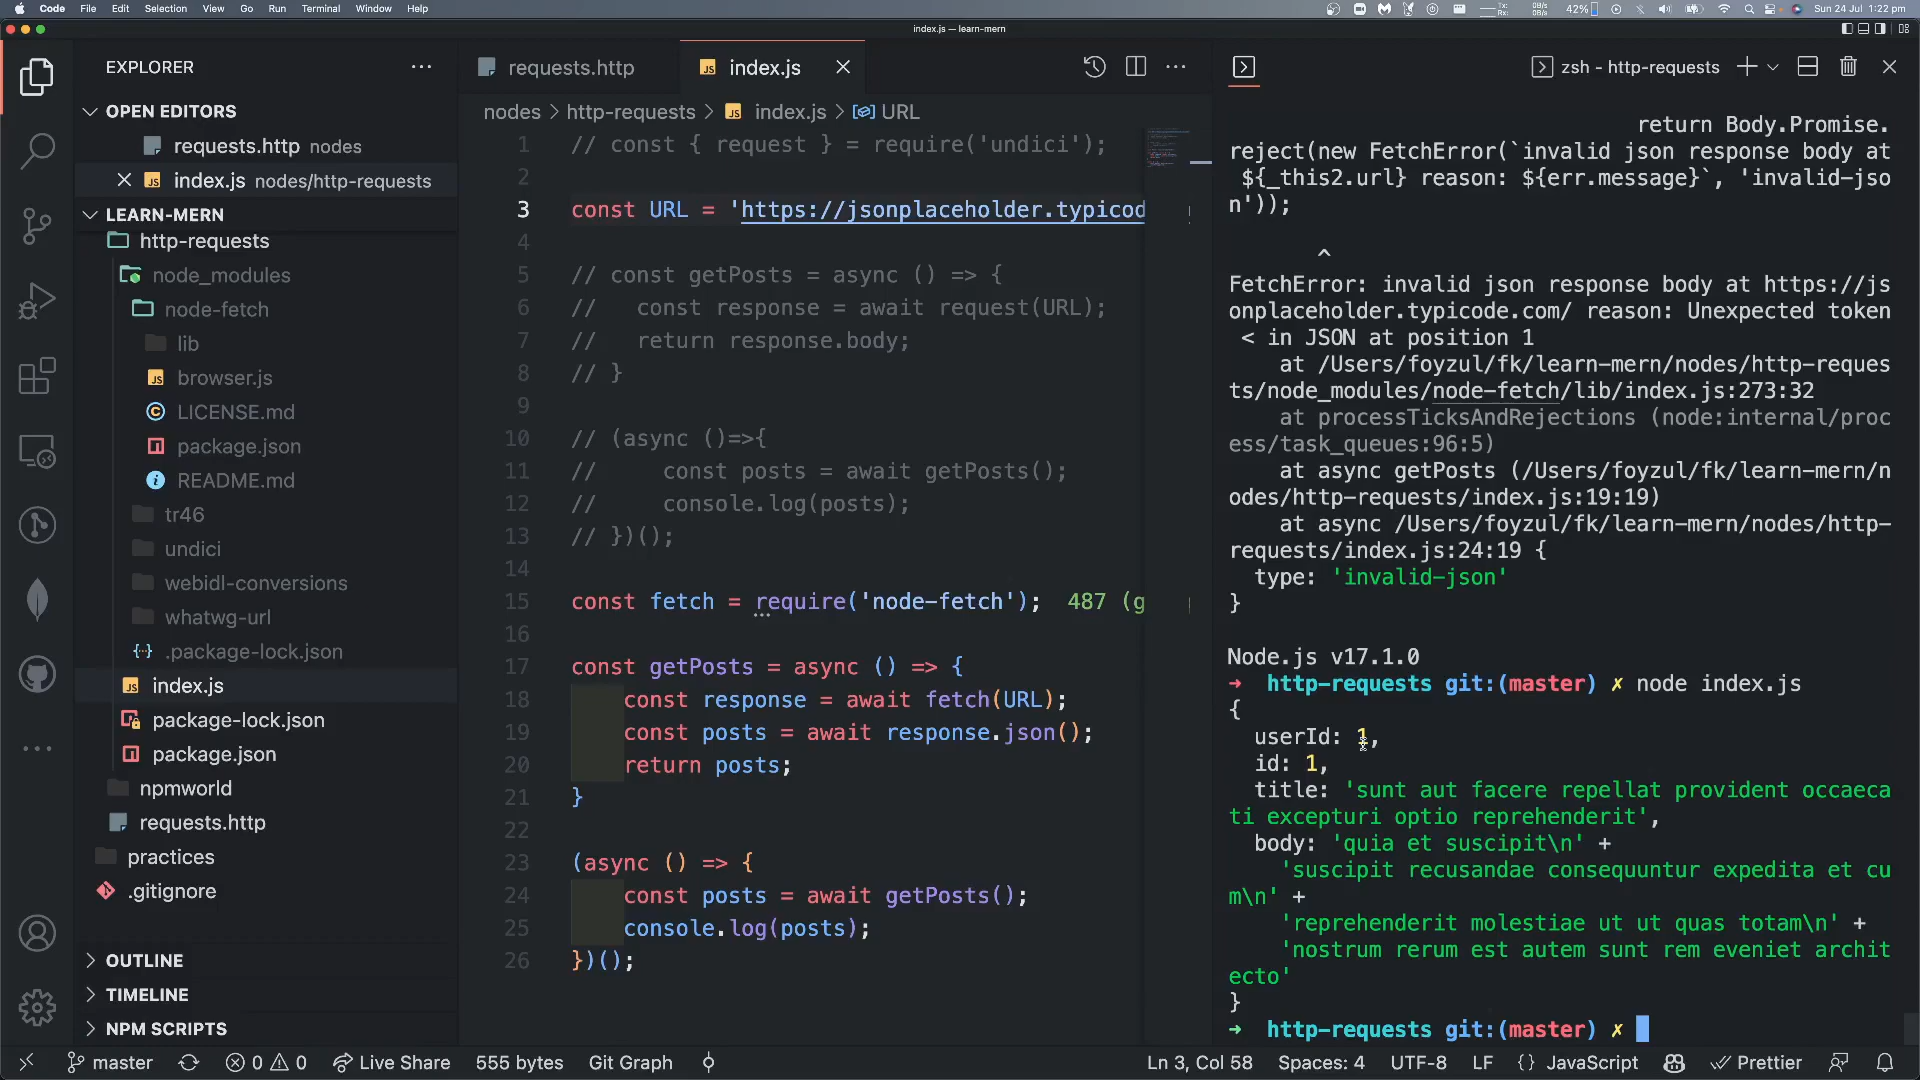 Code File Edit Selection View Go Run Terminal Window Help
42%
Sun 24 Jul 1:22 pm
index.js — learn-mern
EXPLORER
OPEN EDITORS
requests.http nodes
index.js nodes/http-requests
LEARN-MERN
http-requests
node_modules
node-fetch
lib
browser.js
LICENSE.md
package.json
README.md
tr46
undici
webidl-conversions
whatwg-url
.package-lock.json
index.js
package-lock.json
package.json
npmworld
requests.http
practices
.gitignore
OUTLINE
TIMELINE
NPM SCRIPTS
requests.http
index.js
nodes > http-requests > index.js > URL
1 // const { request } = require('undici');
2
3 const URL = 'https://jsonplaceholder.typicod
4
5 // const getPosts = async () => {
6 //   const response = await request(URL);
7 //   return response.body;
8 // }
9
10 // (async ()=>{
11 //     const posts = await getPosts();
12 //     console.log(posts);
13 // })();
14
15 const fetch = require('node-fetch');  487 (g
16
17 const getPosts = async () => {
18     const response = await fetch(URL);
19     const posts = await response.json();
20     return posts;
21 }
22
23 (async () => {
24     const posts = await getPosts();
25     console.log(posts);
26 })();
zsh - http-requests
return Body.Promise.
reject(new FetchError(`invalid json response body at
${_this2.url} reason: ${err.message}`, 'invalid-jso
n'));
^
FetchError: invalid json response body at https://js
onplaceholder.typicode.com/ reason: Unexpected token
< in JSON at position 1
at /Users/foyzul/fk/learn-mern/nodes/http-reques
ts/node_modules/node-fetch/lib/index.js:273:32
at processTicksAndRejections (node:internal/proc
ess/task_queues:96:5)
at async getPosts (/Users/foyzul/fk/learn-mern/n
odes/http-requests/index.js:19:19)
at async /Users/foyzul/fk/learn-mern/nodes/http-
requests/index.js:24:19 {
type: 'invalid-json'
}
Node.js v17.1.0
➜ http-requests git:(master) ✗ node index.js
{
userId: 1,
id: 1,
title: 'sunt aut facere repellat provident occaeca
ti excepturi optio reprehenderit',
body: 'quia et suscipit\n' +
'suscipit recusandae consequuntur expedita et cu
m\n' +
'reprehenderit molestiae ut ut quas totam\n' +
'nostrum rerum est autem sunt rem eveniet archit
ecto'
}
➜ http-requests git:(master) ✗
master 0 0 Live Share 555 bytes Git Graph
Ln 3, Col 58 Spaces: 4 UTF-8 LF {} JavaScript Prettier